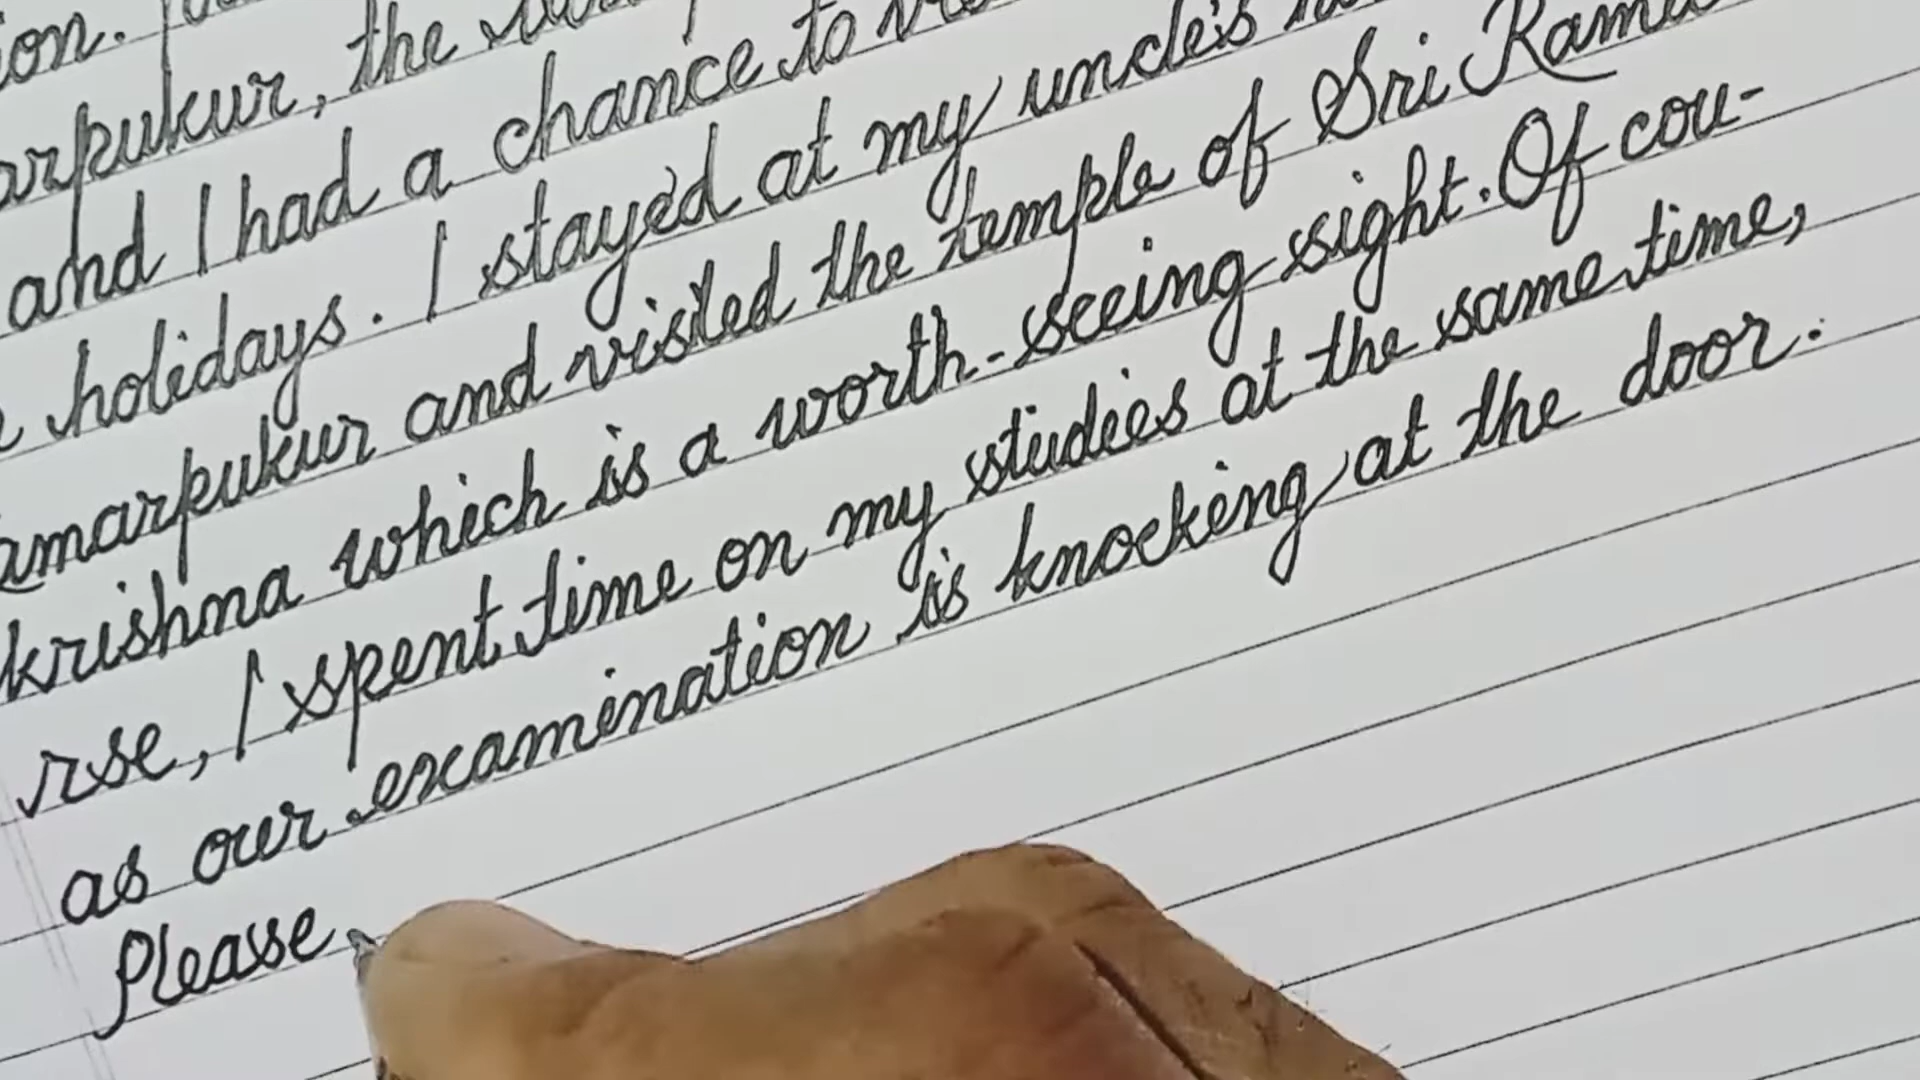 ion.
arpukur, the
and I had a chance to
holidays. I stayed at my uncle's
amarpukur and visited the temple of Sri Rama
krishna which is a worth-seeing sight. Of cou-
rse, I spent time on my studies at the same time,
as our examination is knocking at the door.
Please